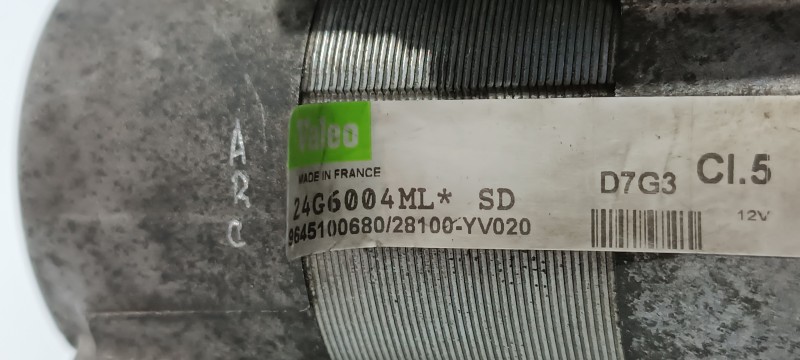 A
R
C
Valeo
MADE IN FRANCE
24G6004ML* SD
9645100680/28100-YV020
D7G3 Cl.5
12V